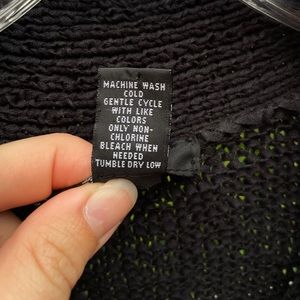 MACHINE WASH
COLD
GENTLE CYCLE
WITH LIKE
COLORS
ONLY NON-
CHLORINE
BLEACH WHEN
NEEDED
TUMBLE DRY LOW